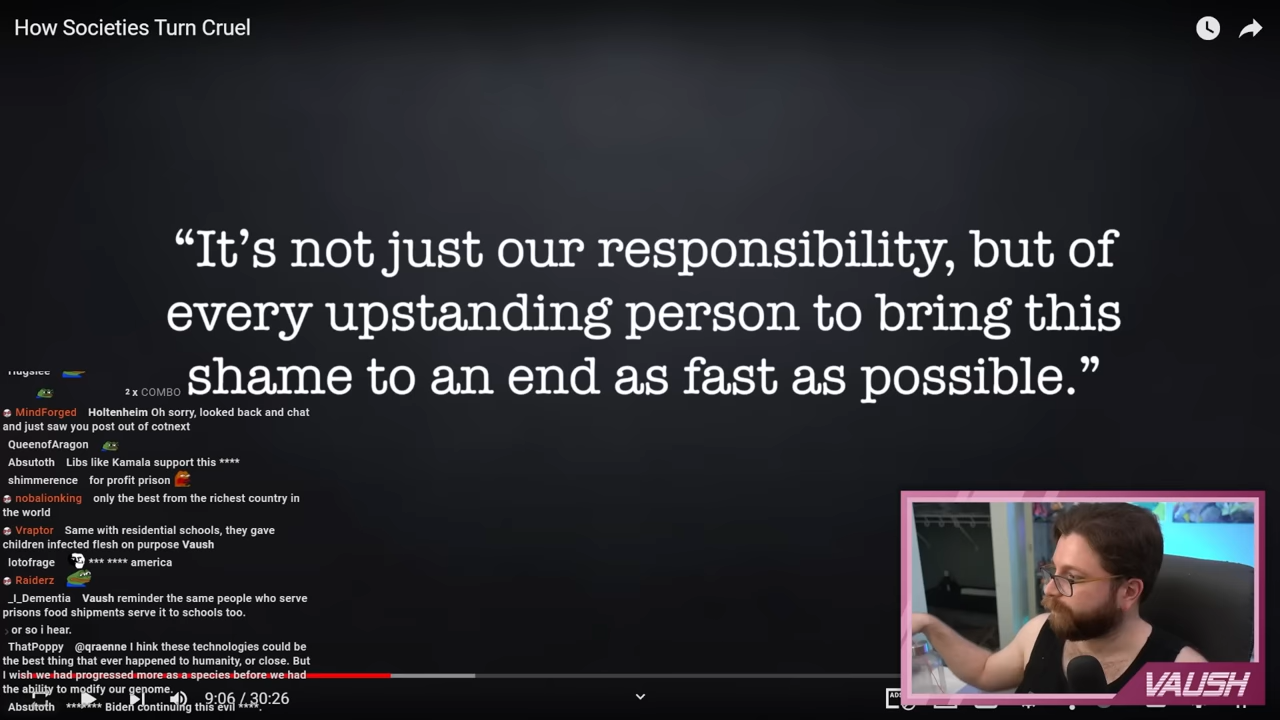 How Societies Turn Cruel
“It’s not just our responsibility, but of
every upstanding person to bring this
shame to an end as fast as possible.”
Hugslee
2 x COMBO
MindForged Holtenheim Oh sorry, looked back and chat
and just saw you post out of cotnext
QueenofAragon
Absutoth Libs like Kamala support this ****
shimmerence for profit prison
nobalionking only the best from the richest country in
the world
Vraptor Same with residential schools, they gave
children infected flesh on purpose Vaush
lotofrage *** **** america
Raiderz
_I_Dementia Vaush reminder the same people who serve
prisons food shipments serve it to schools too.
or so i hear.
ThatPoppy @qraenne I hink these technologies could be
the best thing that ever happened to humanity, or close. But
I wish we had progressed more as a species before we had
the ability to modify our genome.
Absutoth ******* Biden continuing this evil ****.
9:06 / 30:26
VAUSH